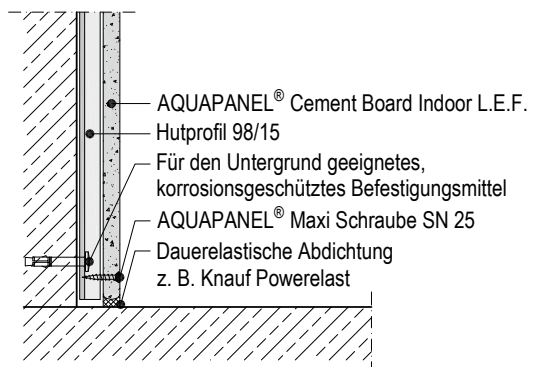 AQUAPANEL® Cement Board Indoor L.E.F.
Hutprofil 98/15
Für den Untergrund geeignetes,
korrosionsgeschütztes Befestigungsmittel
AQUAPANEL® Maxi Schraube SN 25
Dauerelastische Abdichtung
z. B. Knauf Powerelast